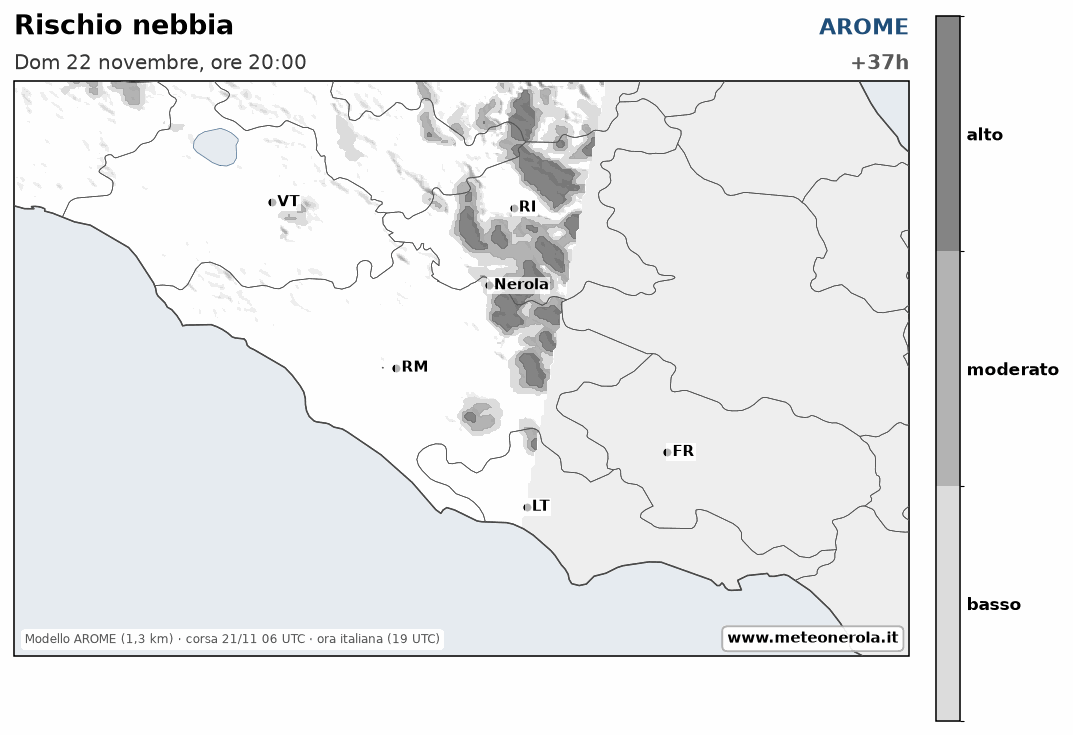 Rischio nebbia
AROME
Dom 22 novembre, ore 20:00
+37h
alto
VT
RI
Nerola
moderato
RM
FR
LT
basso
Modello AROME (1,3 km) · corsa 21/11 06 UTC · ora italiana (19 UTC)
www.meteonerola.it